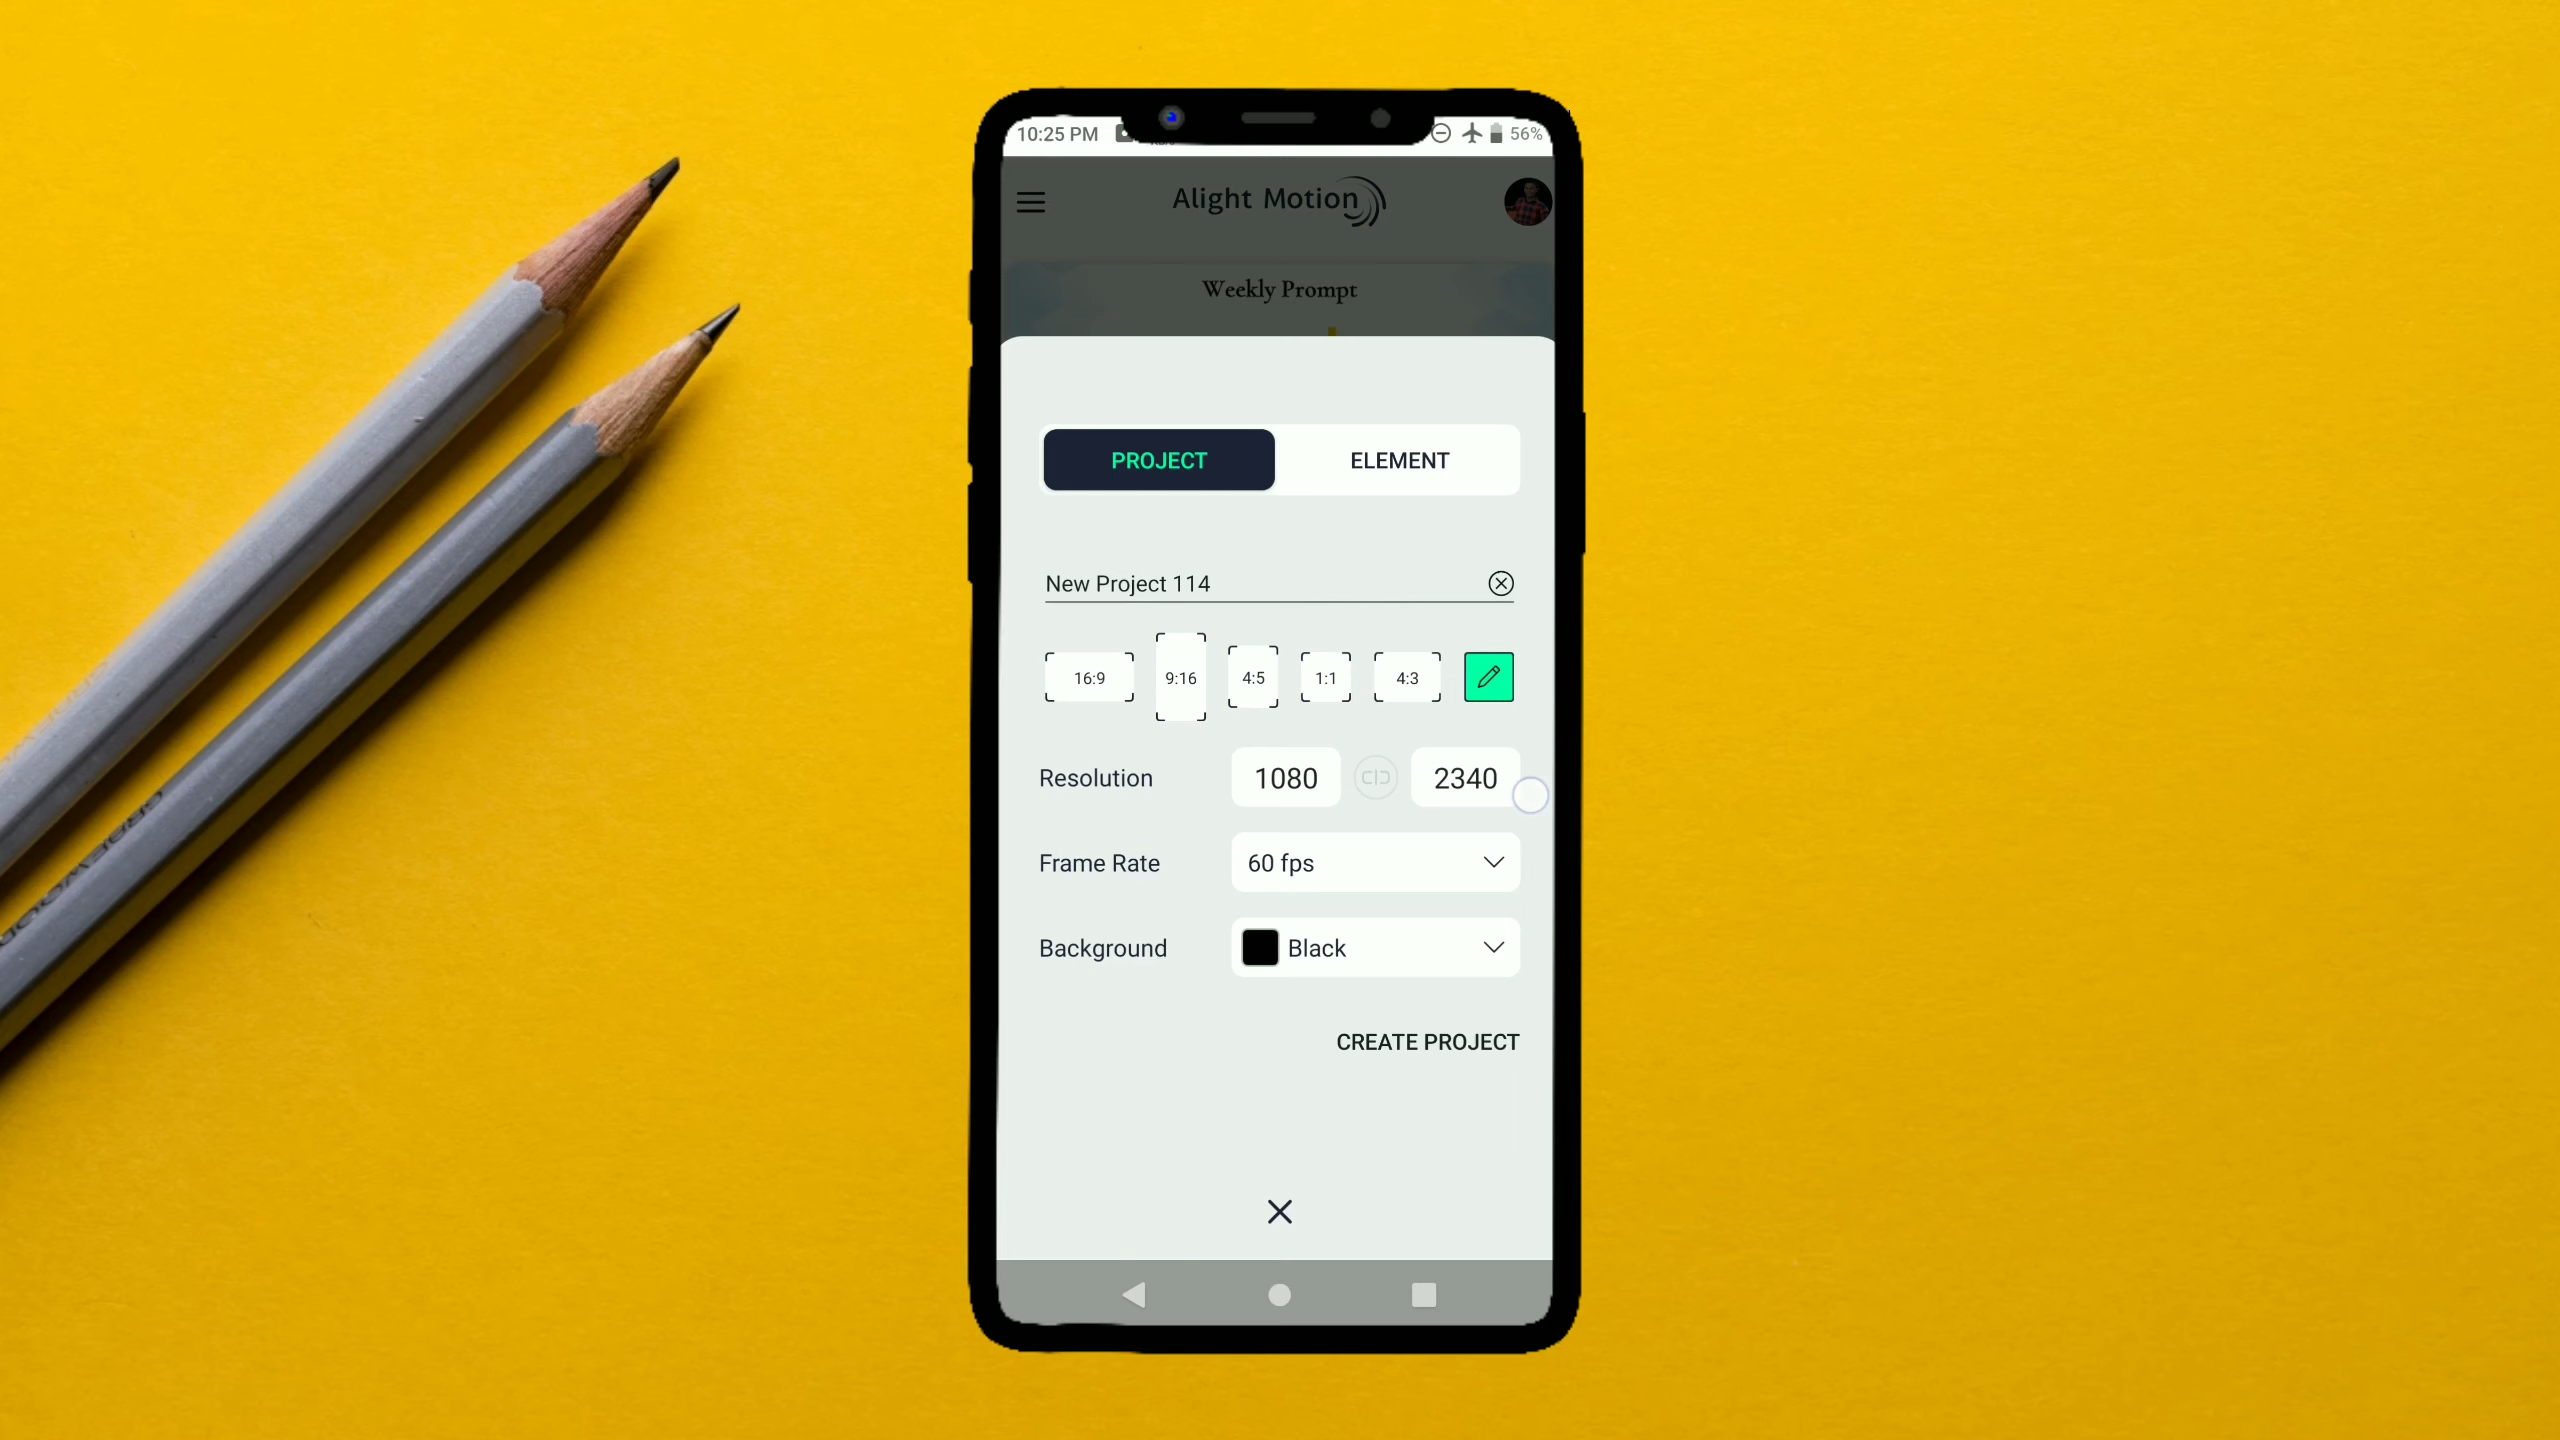 10:25 PM
56%
Alight Motion
Weekly Prompt
PROJECT ELEMENT
New Project 114
16:9 9:16 4:5 1:1 4:3
Resolution 1080 2340
Frame Rate 60 fps
Background Black
CREATE PROJECT